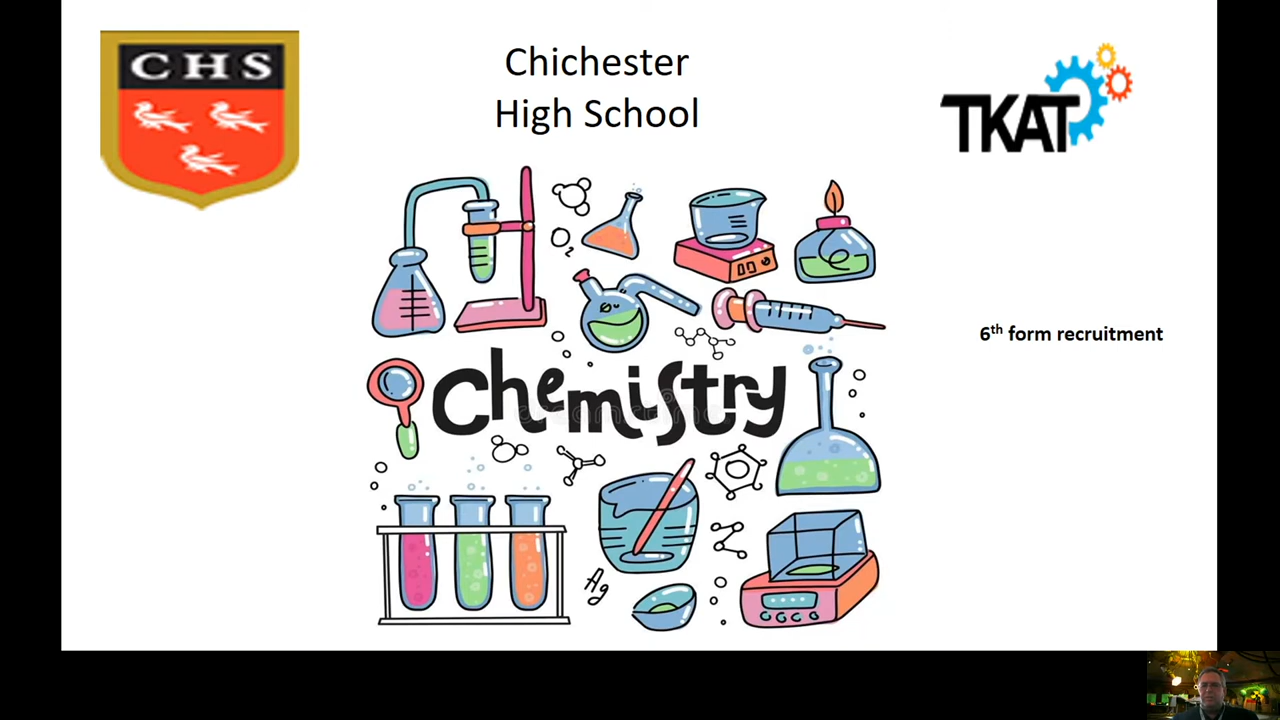 CHS
Chichester
High School
TKAT
O2
6th form recruitment
Chemistry
Ag